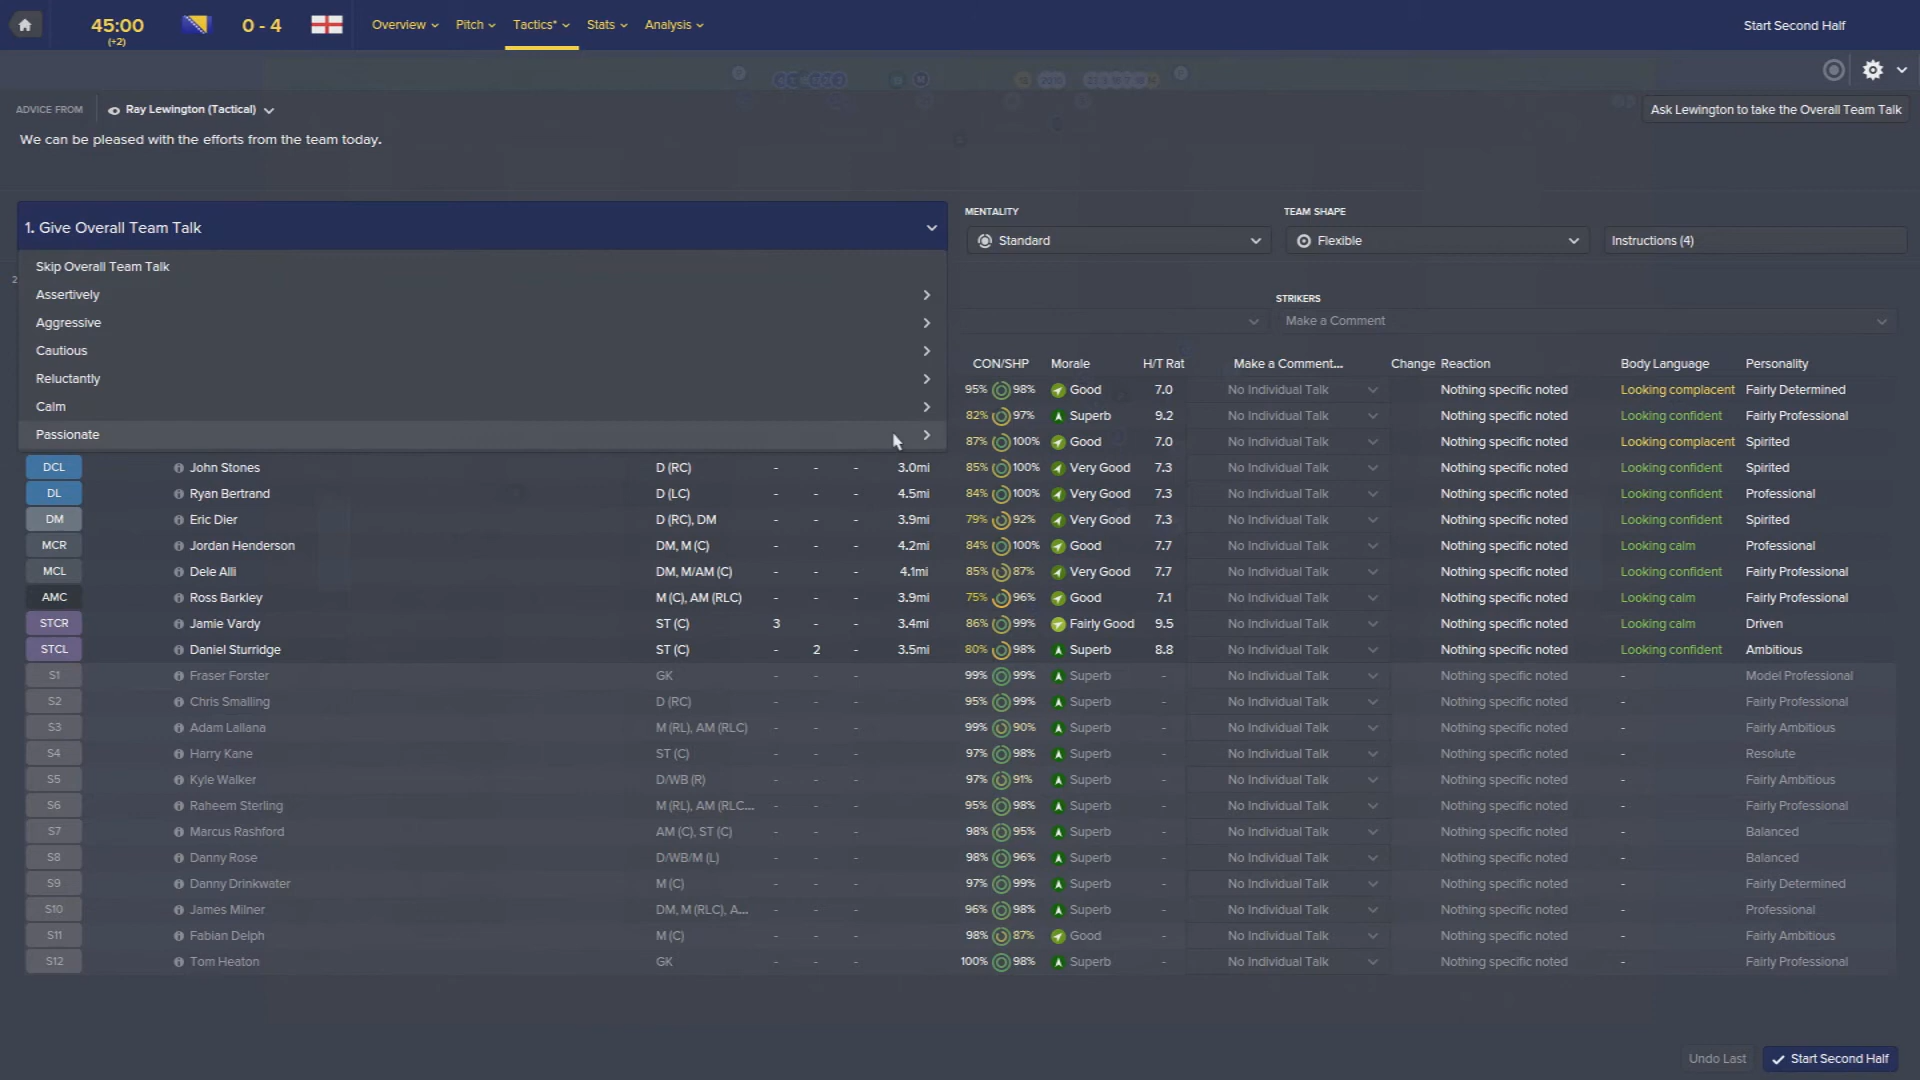 45:00
(+2)
0 - 4
Overview
Pitch
Tactics*
Stats
Analysis
Start Second Half
ADVICE FROM
Ray Lewington (Tactical)
Ask Lewington to take the Overall Team Talk
We can be pleased with the efforts from the team today.
1. Give Overall Team Talk
MENTALITY
Standard
TEAM SHAPE
Flexible
Instructions (4)
Skip Overall Team Talk
Assertively
Aggressive
Cautious
Reluctantly
Calm
Passionate
2
STRIKERS
Make a Comment
CON/SHP Morale H/T Rat Make a Comment... Change Reaction Body Language Personality
95% 98% Good 7.0 No Individual Talk Nothing specific noted Looking complacent Fairly Determined
82% 97% Superb 9.2 No Individual Talk Nothing specific noted Looking confident Fairly Professional
87% 100% Good 7.0 No Individual Talk Nothing specific noted Looking complacent Spirited
DCL John Stones D (RC) - - - 3.0mi 85% 100% Very Good 7.3 No Individual Talk Nothing specific noted Looking confident Spirited
DL Ryan Bertrand D (LC) - - - 4.5mi 84% 100% Very Good 7.3 No Individual Talk Nothing specific noted Looking confident Professional
DM Eric Dier D (RC), DM - - - 3.9mi 79% 92% Very Good 7.3 No Individual Talk Nothing specific noted Looking confident Spirited
MCR Jordan Henderson DM, M (C) - - - 4.2mi 84% 100% Good 7.7 No Individual Talk Nothing specific noted Looking calm Professional
MCL Dele Alli DM, M/AM (C) - - - 4.1mi 85% 87% Very Good 7.7 No Individual Talk Nothing specific noted Looking confident Fairly Professional
AMC Ross Barkley M (C), AM (RLC) - - - 3.9mi 75% 96% Good 7.1 No Individual Talk Nothing specific noted Looking calm Fairly Professional
STCR Jamie Vardy ST (C) 3 - - 3.4mi 86% 99% Fairly Good 9.5 No Individual Talk Nothing specific noted Looking calm Driven
STCL Daniel Sturridge ST (C) - 2 - 3.5mi 80% 98% Superb 8.8 No Individual Talk Nothing specific noted Looking confident Ambitious
S1 Fraser Forster GK - - - - 99% 99% Superb - No Individual Talk Nothing specific noted - Model Professional
S2 Chris Smalling D (RC) - - - - 95% 99% Superb - No Individual Talk Nothing specific noted - Fairly Professional
S3 Adam Lallana M (RL), AM (RLC) - - - - 99% 90% Superb - No Individual Talk Nothing specific noted - Fairly Ambitious
S4 Harry Kane ST (C) - - - - 97% 98% Superb - No Individual Talk Nothing specific noted - Resolute
S5 Kyle Walker D/WB (R) - - - - 97% 91% Superb - No Individual Talk Nothing specific noted - Fairly Ambitious
S6 Raheem Sterling M (RL), AM (RLC... - - - - 95% 98% Superb - No Individual Talk Nothing specific noted - Fairly Professional
S7 Marcus Rashford AM (C), ST (C) - - - - 98% 95% Superb - No Individual Talk Nothing specific noted - Balanced
S8 Danny Rose D/WB/M (L) - - - - 98% 96% Superb - No Individual Talk Nothing specific noted - Balanced
S9 Danny Drinkwater M (C) - - - - 97% 99% Superb - No Individual Talk Nothing specific noted - Fairly Determined
S10 James Milner DM, M (RLC), A... - - - - 96% 98% Superb - No Individual Talk Nothing specific noted - Professional
S11 Fabian Delph M (C) - - - - 98% 87% Good - No Individual Talk Nothing specific noted - Fairly Ambitious
S12 Tom Heaton GK - - - - 100% 98% Superb - No Individual Talk Nothing specific noted - Fairly Professional
Undo Last
Start Second Half